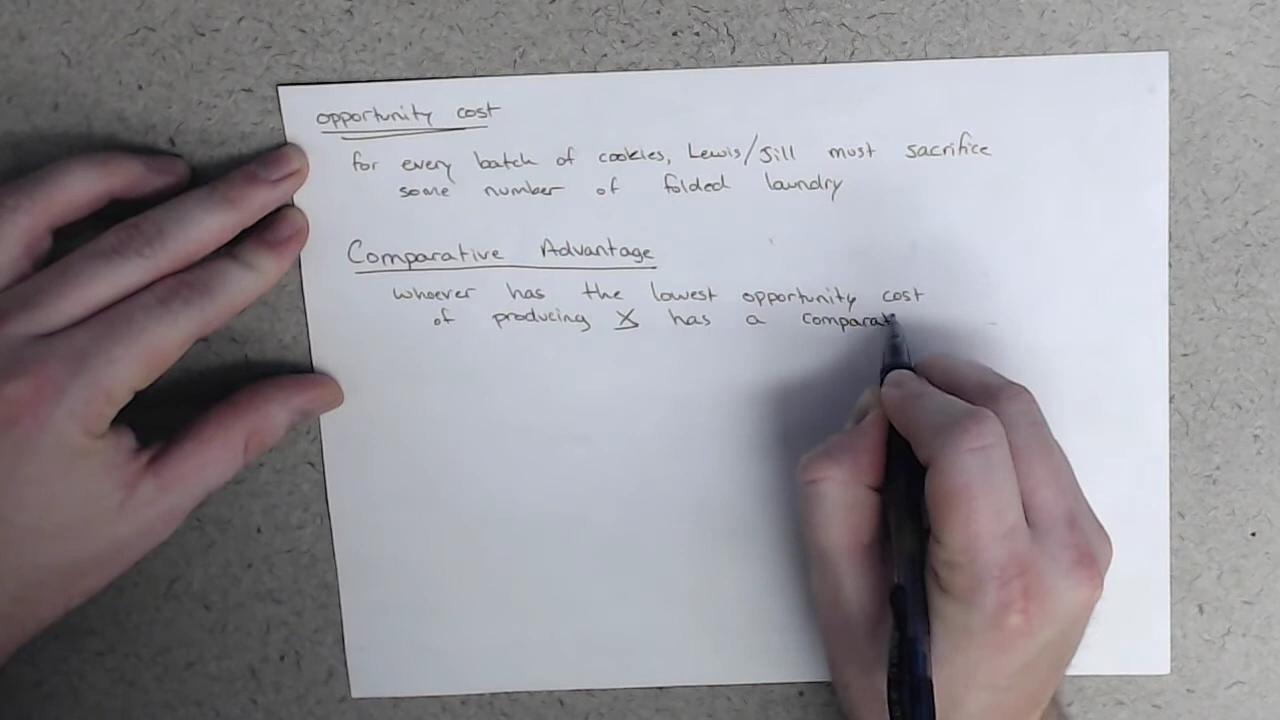 opportunity cost
for every batch of cookies, Lewis/Jill must sacrifice
some number of folded laundry
Comparative Advantage
whoever has the lowest opportunity cost
of producing X has a comparat